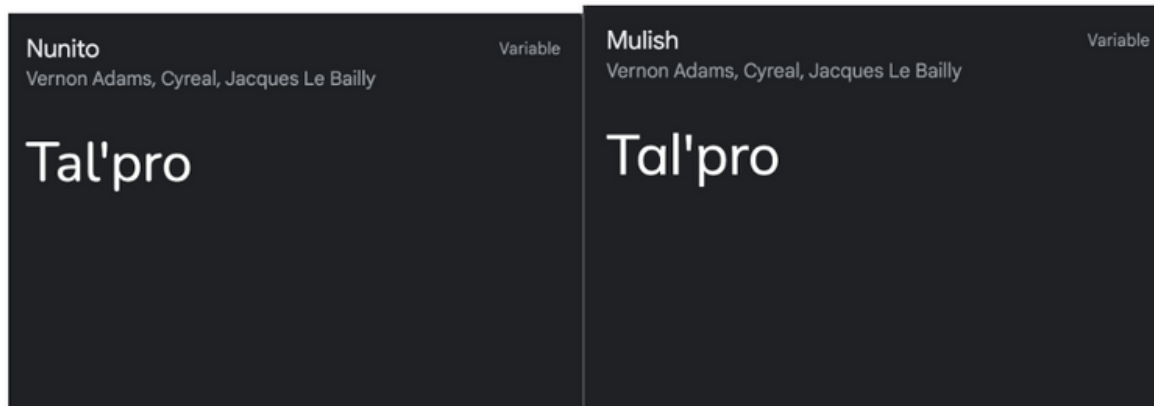 Nunito
Variable
Vernon Adams, Cyreal, Jacques Le Bailly
Tal'pro
Mulish
Variable
Vernon Adams, Cyreal, Jacques Le Bailly
Tal'pro